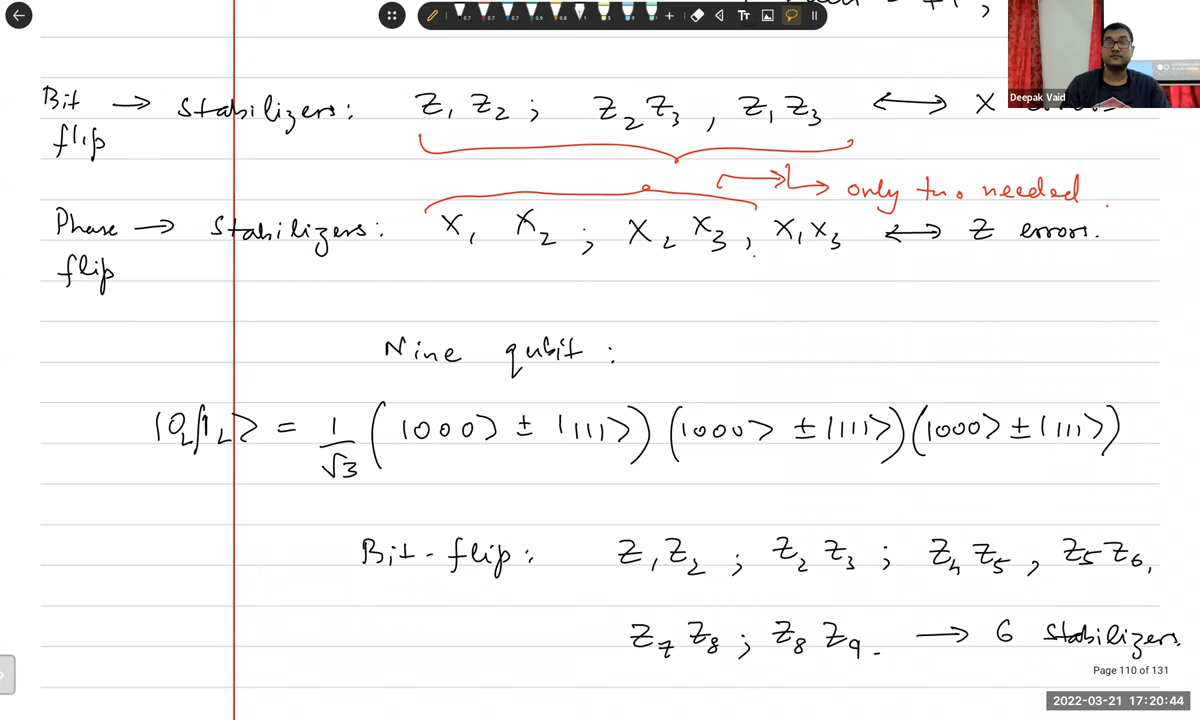 Deepak Vaid
Bit flip → Stabilizers: Z₁ Z₂ ; Z₂ Z₃ , Z₁ Z₃ ↔ X
↳ only two needed.
Phase flip → Stabilizers: X₁ X₂ ; X₂ X₃ , X₁ X₃ ↔ Z errors.
Nine qubit :
|0_L/1_L⟩ = 1/√3 (|000⟩ ± |111⟩) (|000⟩ ± |111⟩) (|000⟩ ± |111⟩)
Bit-flip: Z₁ Z₂ ; Z₂ Z₃ ; Z₄ Z₅ , Z₅ Z₆ ,
Z₇ Z₈ ; Z₈ Z₉ . → 6 Stabilizers.
Page 110 of 131
2022-03-21 17:20:44